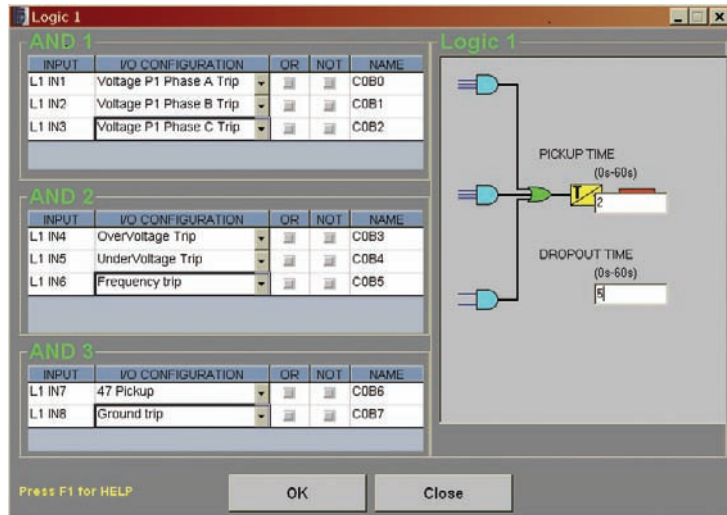 Logic 1
AND 1
INPUT I/O CONFIGURATION OR NOT NAME
L1 IN1 Voltage P1 Phase A Trip C0B0
L1 IN2 Voltage P1 Phase B Trip C0B1
L1 IN3 Voltage P1 Phase C Trip C0B2
AND 2
INPUT I/O CONFIGURATION OR NOT NAME
L1 IN4 OverVoltage Trip C0B3
L1 IN5 UnderVoltage Trip C0B4
L1 IN6 Frequency trip C0B5
AND 3
INPUT I/O CONFIGURATION OR NOT NAME
L1 IN7 47 Pickup C0B6
L1 IN8 Ground trip C0B7
Logic 1
PICKUP TIME
(0s-60s)
T
2
DROPOUT TIME
(0s-60s)
5
Press F1 for HELP
OK
Close